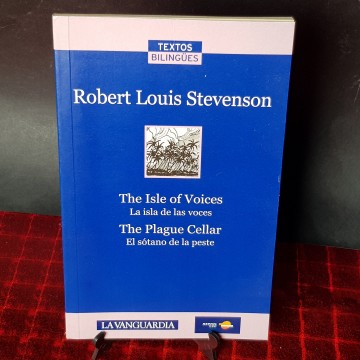 TEXTOS
BILINGÜES
Robert Louis Stevenson
The Isle of Voices
La isla de las voces
The Plague Cellar
El sótano de la peste
LA VANGUARDIA